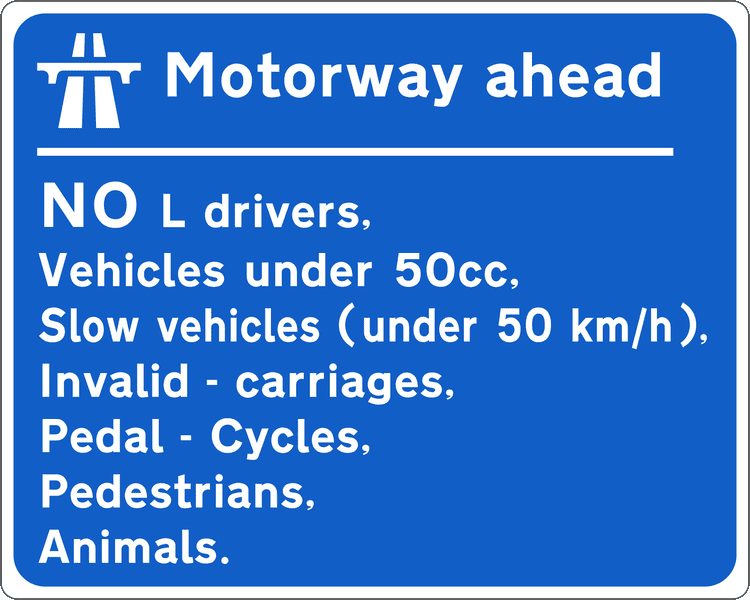 Motorway ahead
NO L drivers,
Vehicles under 50cc,
Slow vehicles (under 50 km/h),
Invalid - carriages,
Pedal - Cycles,
Pedestrians,
Animals.